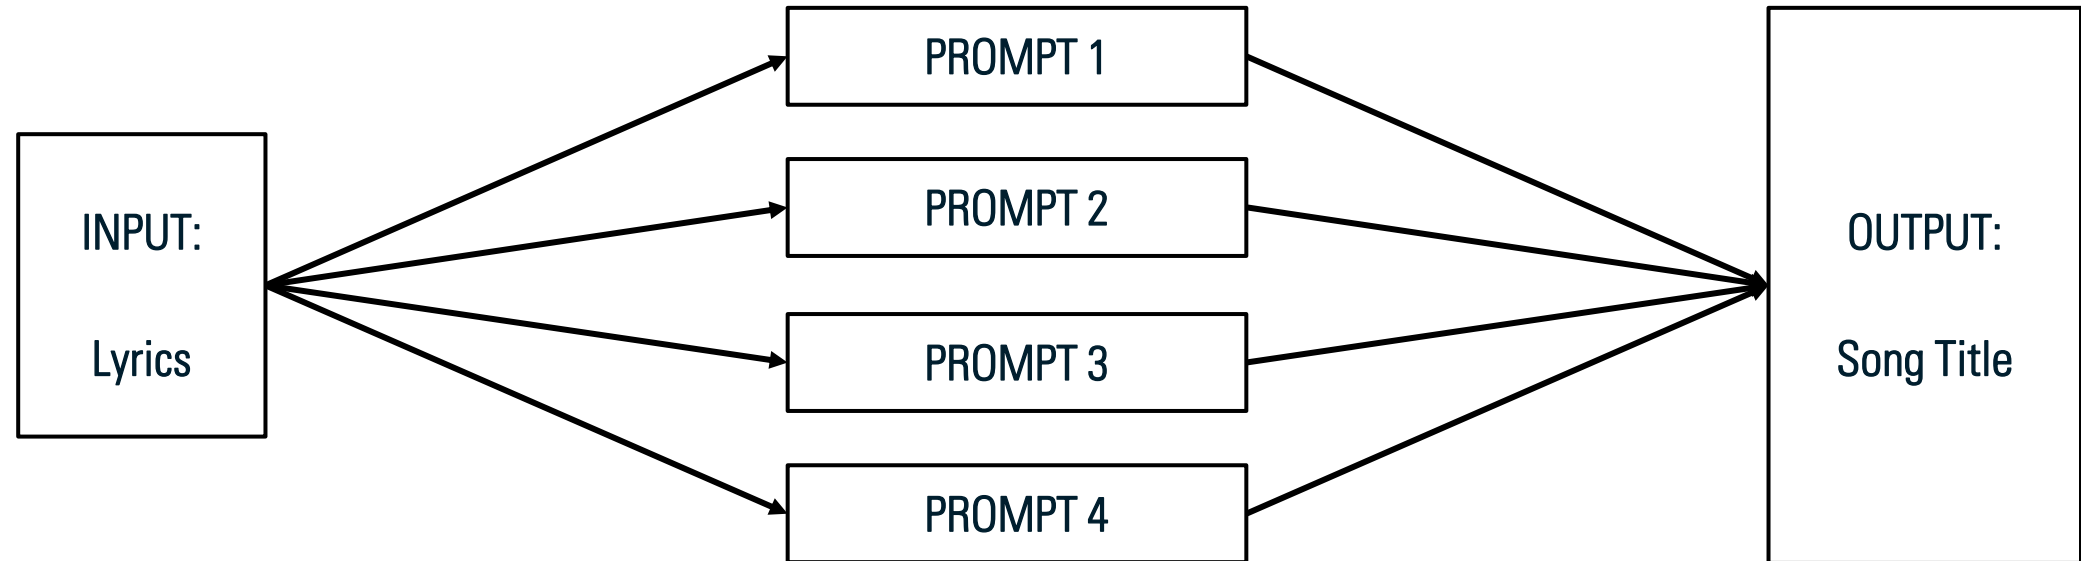 INPUT:
Lyrics
PROMPT 1
PROMPT 2
PROMPT 3
PROMPT 4
OUTPUT:
Song Title